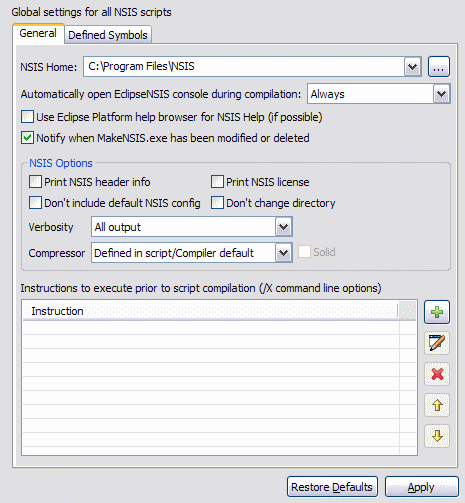 Global settings for all NSIS scripts
General Defined Symbols
NSIS Home: C:\Program Files\NSIS ...
Automatically open EclipseNSIS console during compilation: Always
Use Eclipse Platform help browser for NSIS Help (if possible)
Notify when MakeNSIS.exe has been modified or deleted
NSIS Options
Print NSIS header info Print NSIS license
Don't include default NSIS config Don't change directory
Verbosity All output
Compressor Defined in script/Compiler default Solid
Instructions to execute prior to script compilation (/X command line options)
Instruction
Restore Defaults Apply